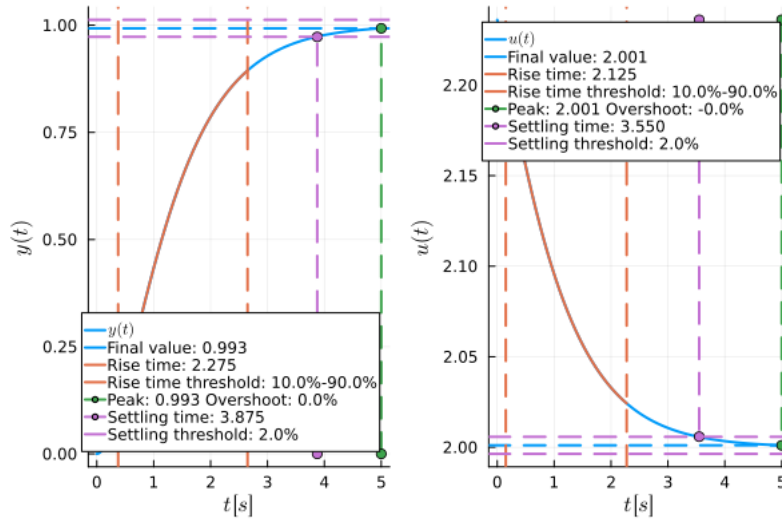 1.00
0.75
0.50
0.25
0.00
y(t)
y(t)
Final value: 0.993
Rise time: 2.275
Rise time threshold: 10.0%-90.0%
Peak: 0.993 Overshoot: 0.0%
Settling time: 3.875
Settling threshold: 2.0%
0 1 2 3 4 5
t[s]
2.20
2.15
2.10
2.05
2.00
u(t)
u(t)
Final value: 2.001
Rise time: 2.125
Rise time threshold: 10.0%-90.0%
Peak: 2.001 Overshoot: -0.0%
Settling time: 3.550
Settling threshold: 2.0%
0 1 2 3 4 5
t[s]